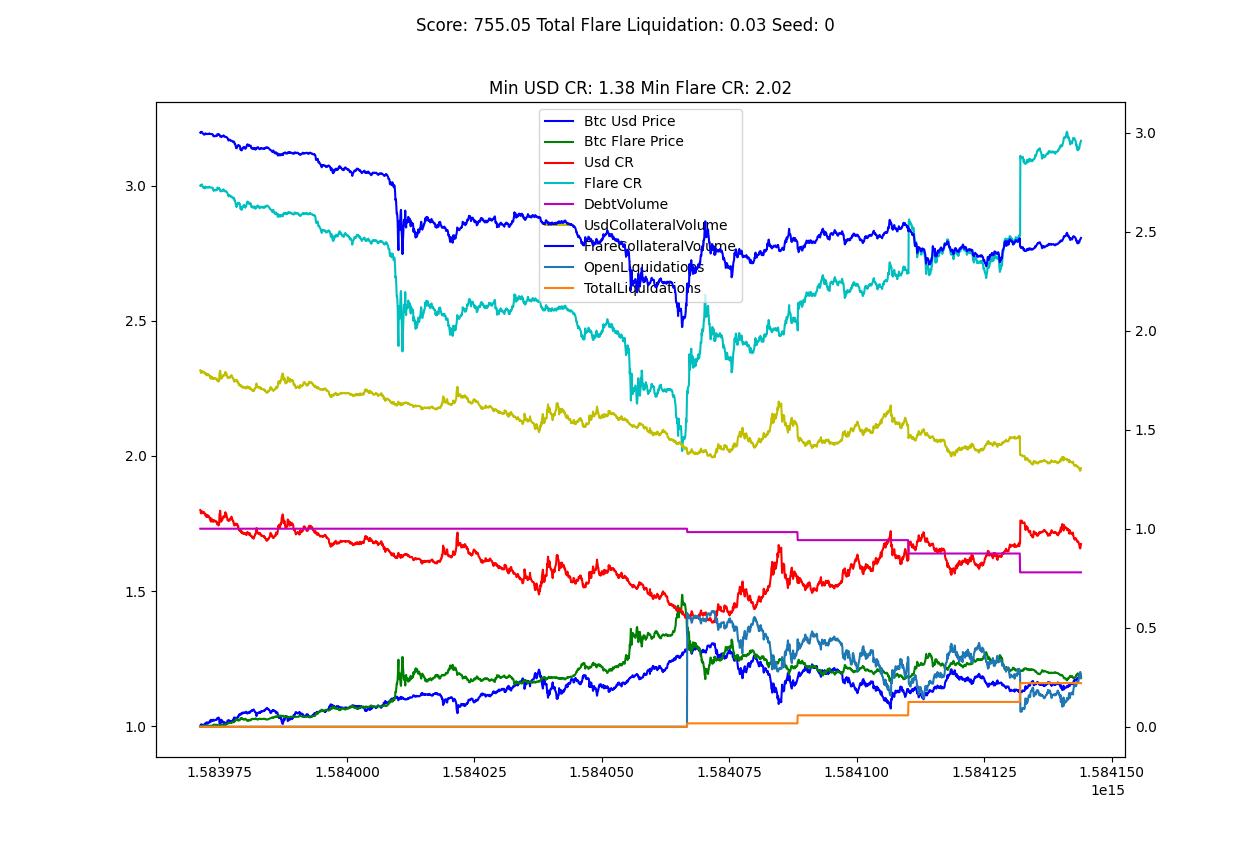 Score: 755.05 Total Flare Liquidation: 0.03 Seed: 0
Min USD CR: 1.38 Min Flare CR: 2.02
Btc Usd Price
Btc Flare Price
Usd CR
Flare CR
DebtVolume
UsdCollateralVolume
FlareCollateralVolume
OpenLiquidations
TotalLiquidations
3.0
2.5
2.0
1.5
1.0
3.0
2.5
2.0
1.5
1.0
0.5
0.0
1.583975 1.584000 1.584025 1.584050 1.584075 1.584100 1.584125 1.584150
1e15